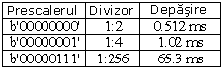 Prescalerul Divizor Depăşire
b'00000000' 1:2 0.512 ms
b'00000001' 1:4 1.02 ms
b'00000111' 1:256 65.3 ms